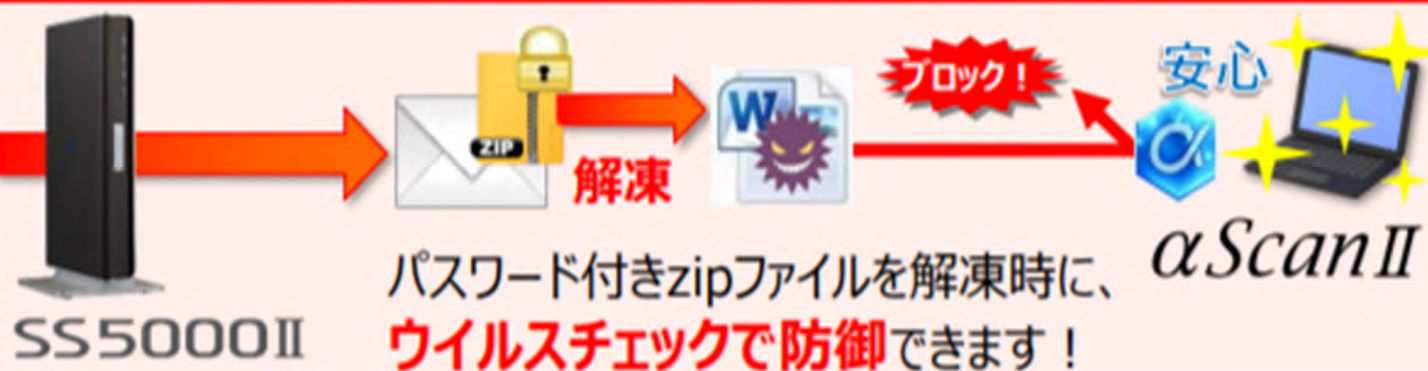 ブロック！
安心
W
ZIP
解凍
αScanⅡ
パスワード付きzipファイルを解凍時に、
SS5000Ⅱ
ウイルスチェックで防御できます！